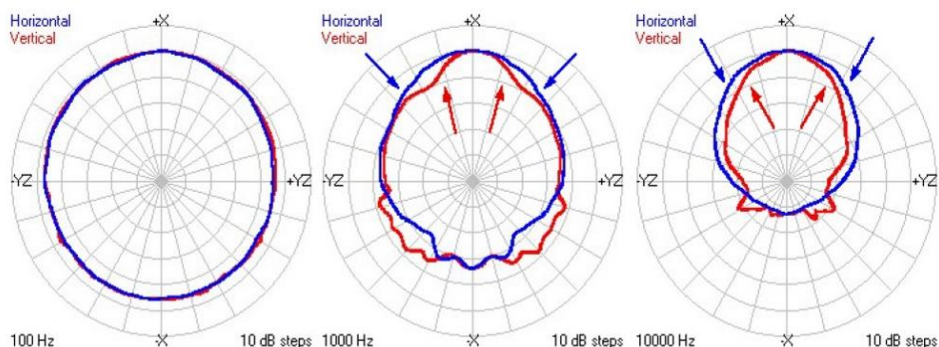 Horizontal
Vertical
+X
-YZ
+YZ
-X
100 Hz
10 dB steps
Horizontal
Vertical
+X
-YZ
+YZ
-X
1000 Hz
10 dB steps
Horizontal
Vertical
+X
-YZ
+YZ
-X
10000 Hz
10 dB steps